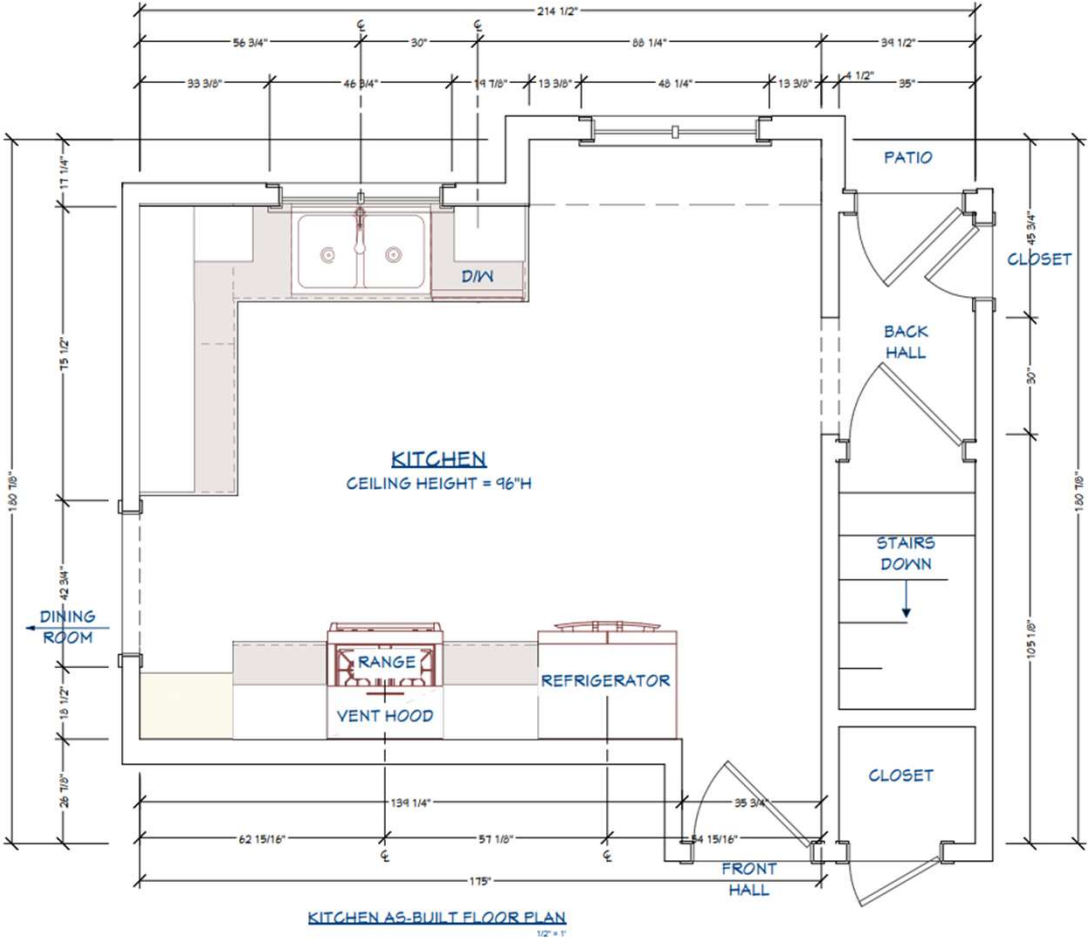 214 1/2"
56 3/4"
30"
88 1/4"
39 1/2"
33 3/8"
46 3/4"
19 7/8"
13 3/8"
48 1/4"
13 3/8"
4 1/2"
35"
17 1/4"
PATIO
45 3/4"
CLOSET
D/W
BACK
HALL
75 1/2"
30"
KITCHEN
CEILING HEIGHT = 96"H
180 7/8"
180 7/8"
STAIRS
DOWN
42 3/4"
DINING
ROOM
105 1/8"
RANGE
REFRIGERATOR
18 1/2"
VENT HOOD
CLOSET
26 7/8"
139 1/4"
35 3/4"
62 15/16"
57 1/8"
54 15/16"
FRONT
HALL
175"
KITCHEN AS-BUILT FLOOR PLAN
1/2" = 1'